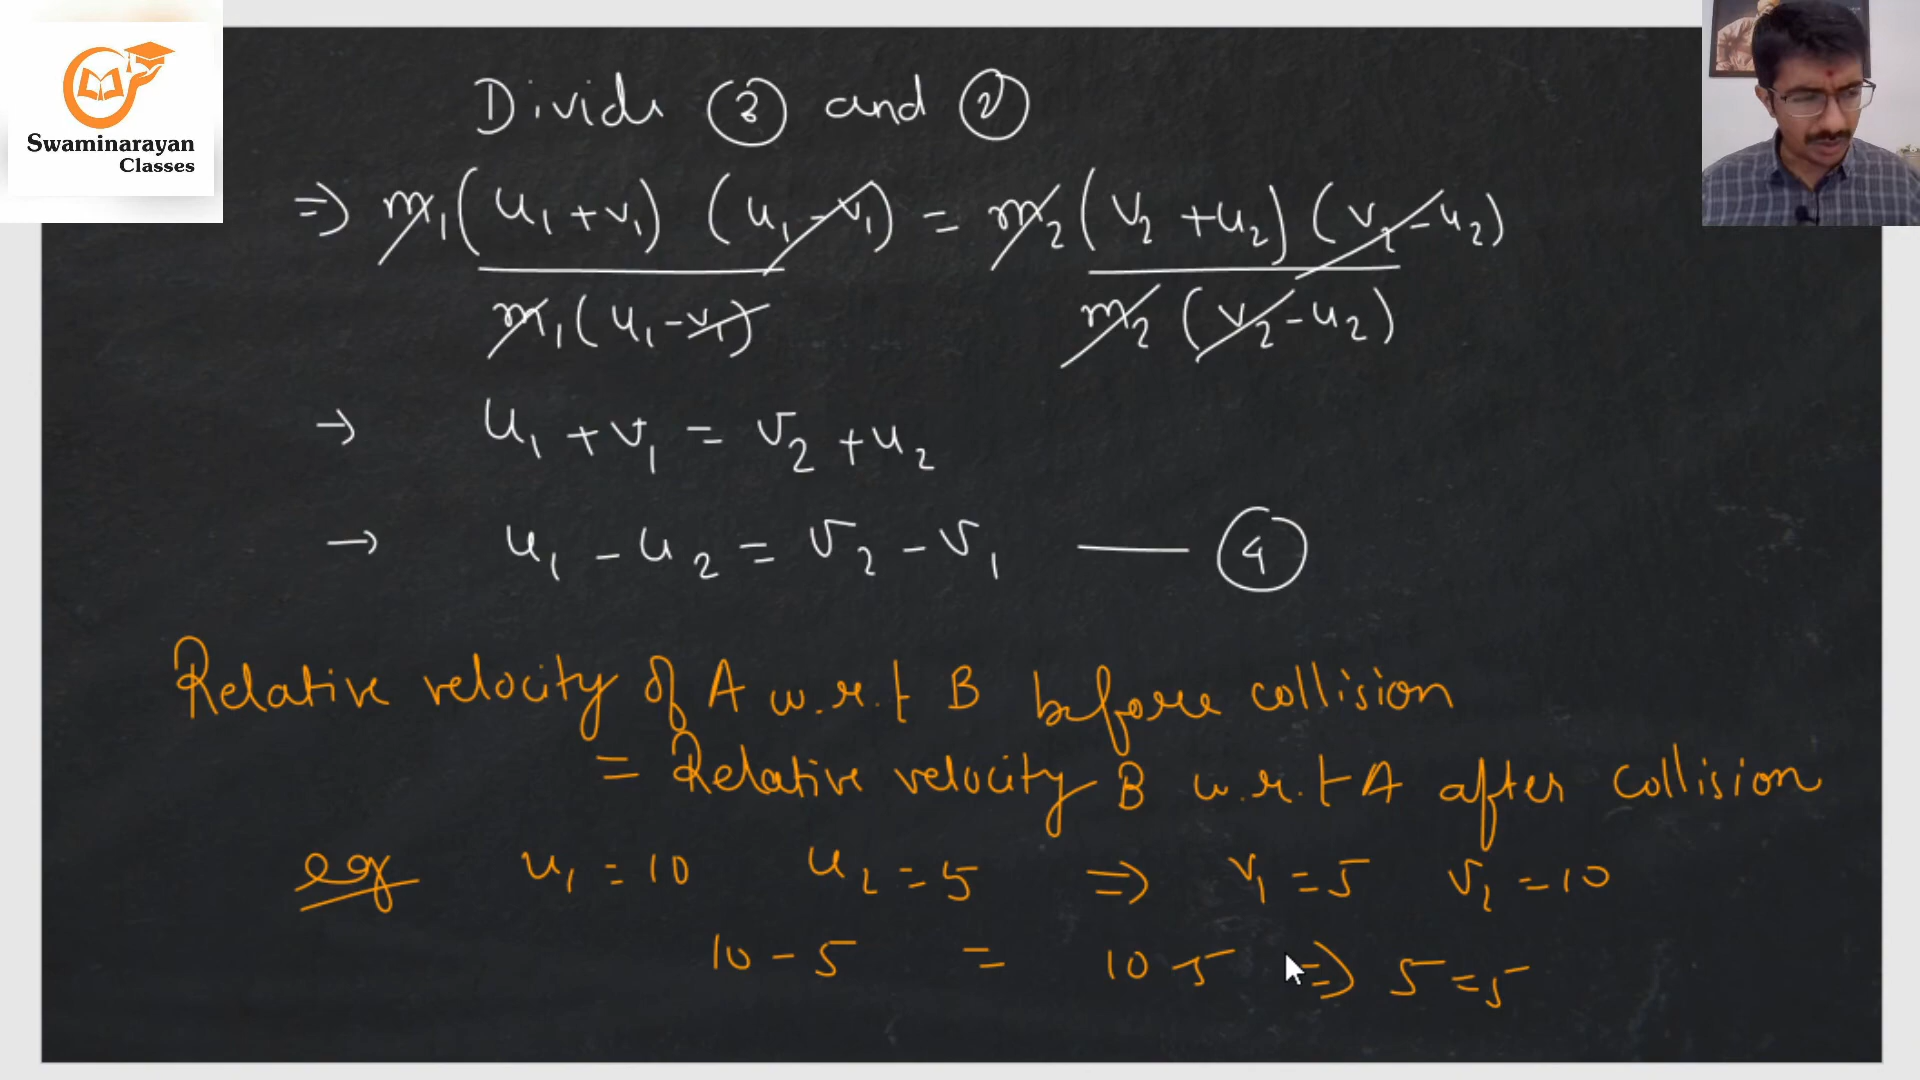 Swaminarayan
Classes
Divide ③ and ②
⇒ m₁(u₁+v₁) (u₁-v₁) = m₂(v₂+u₂)(v₂-u₂)
m₁(u₁-v₁) m₂(v₂-u₂)
→ u₁+v₁ = v₂+u₂
→ u₁-u₂ = v₂-v₁ — ④
Relative velocity of A w.r.t B before collision
= Relative velocity B w.r.t A after collision
eg u₁=10 u₂=5 ⇒ v₁=5 v₂=10
10-5 = 10-5 ⇒ 5=5